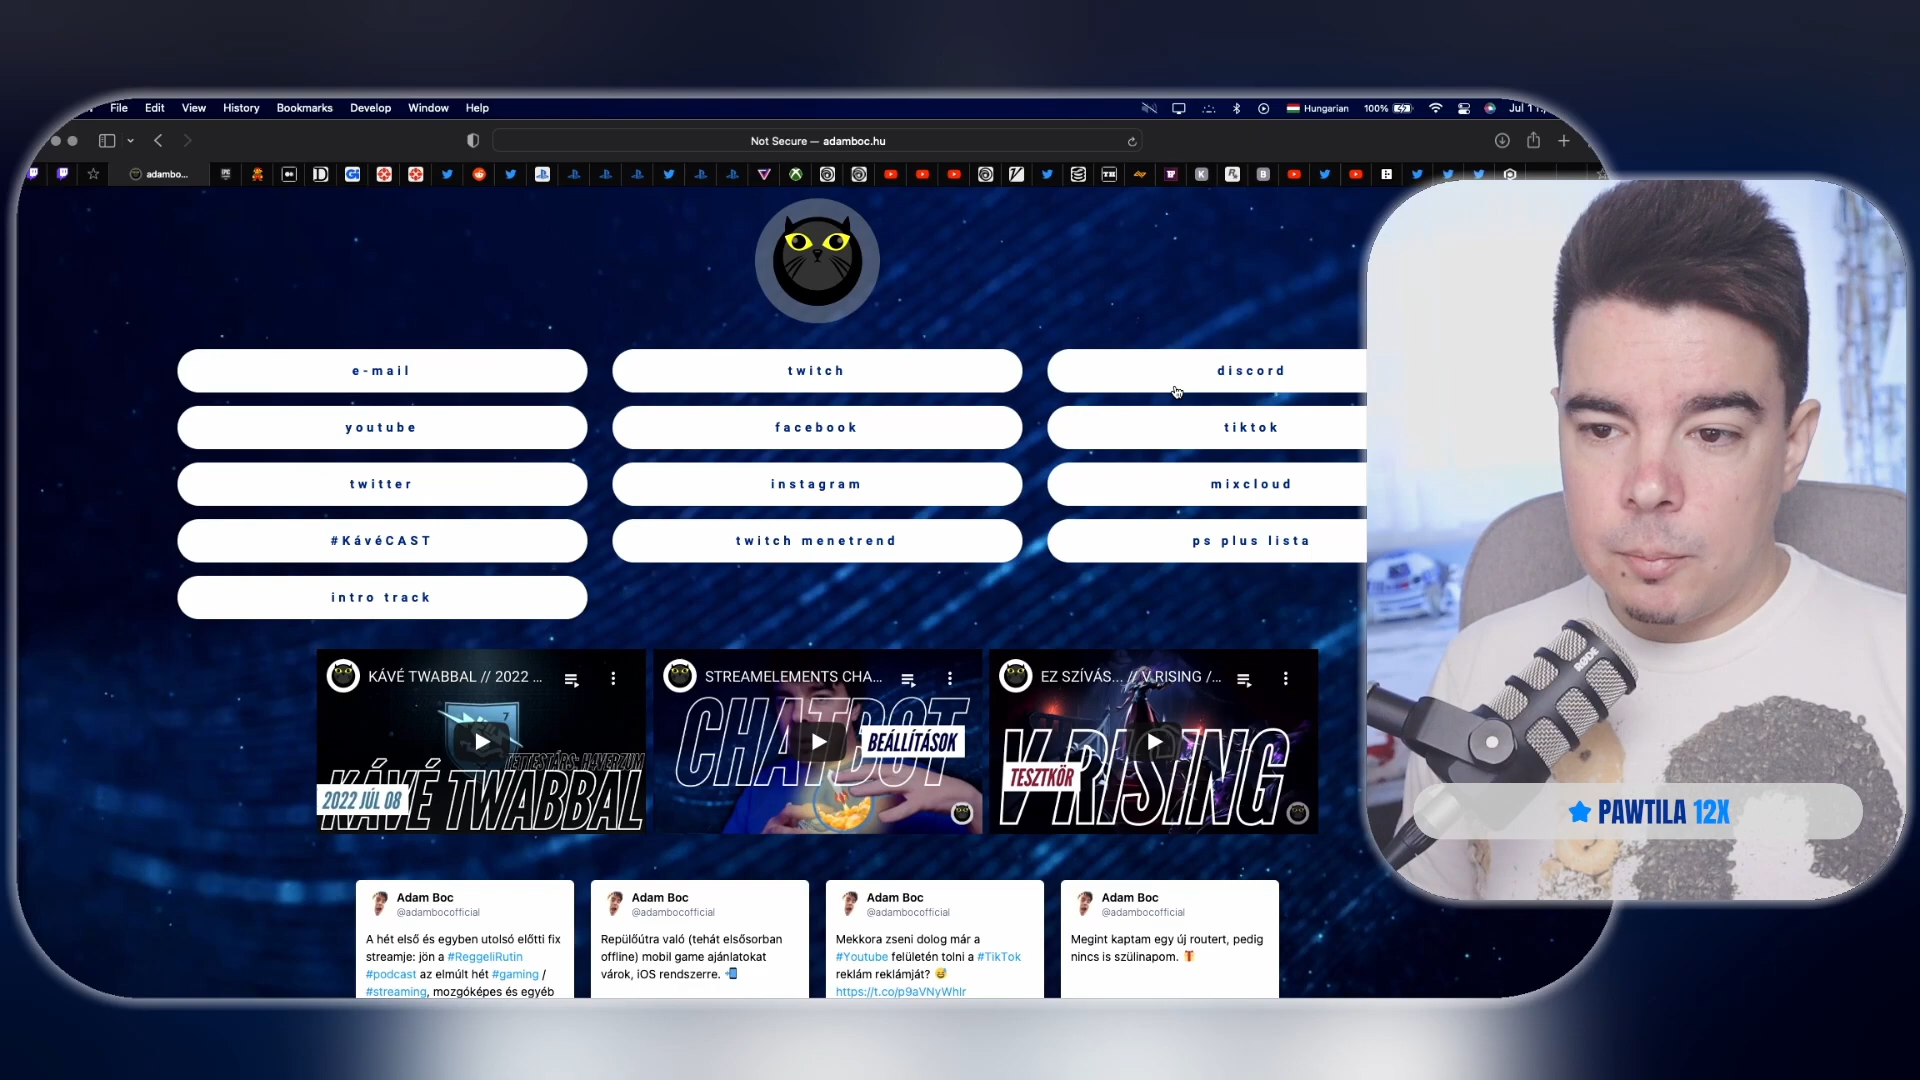 File Edit View History Bookmarks Develop Window Help
Hungarian 100%
Not Secure — adamboc.hu
adambo...
e-mail
twitch
discord
youtube
facebook
tiktok
twitter
instagram
mixcloud
#KávéCAST
twitch menetrend
ps plus lista
intro track
KÁVÉ TWABBAL // 2022 ...
7
TETTESTÁRS: HAVERZUM
KÁVÉ TWABBAL
2022 JÚL 08
STREAMELEMENTS CHA...
CHATBOT
BEÁLLÍTÁSOK
EZ SZÍVÁS... // V RISING /...
V RISING
TESZTKÖR
RØDE
PAWTILA 12X
Adam Boc
@adambocofficial
A hét első és egyben utolsó előtti fix
streamje: jön a #ReggeliRutin
#podcast az elmúlt hét #gaming /
#streaming, mozgóképes és egyéb
Adam Boc
@adambocofficial
Repülőútra való (tehát elsősorban
offline) mobil game ajánlatokat
várok, iOS rendszerre.
Adam Boc
@adambocofficial
Mekkora zseni dolog már a
#Youtube felületén tolni a #TikTok
reklám reklámját?
https://t.co/p9aVNyWhIr
Adam Boc
@adambocofficial
Megint kaptam egy új routert, pedig
nincs is szülinapom.